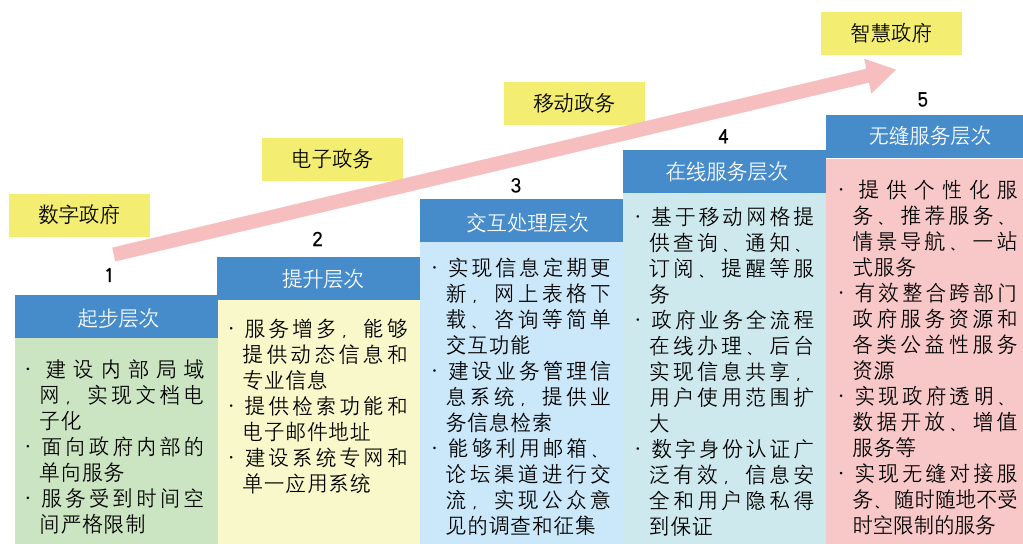 智慧政府
移动政务
电子政务
数字政府
1
起步层次
· 建设内部局域
网，实现文档电
子化
· 面向政府内部的
单向服务
· 服务受到时间空
间严格限制
2
提升层次
· 服务增多，能够
提供动态信息和
专业信息
· 提供检索功能和
电子邮件地址
· 建设系统专网和
单一应用系统
3
交互处理层次
· 实现信息定期更
新，网上表格下
载、咨询等简单
交互功能
· 建设业务管理信
息系统，提供业
务信息检索
· 能够利用邮箱、
论坛渠道进行交
流，实现公众意
见的调查和征集
4
在线服务层次
· 基于移动网格提
供查询、通知、
订阅、提醒等服
务
· 政府业务全流程
在线办理、后台
实现信息共享，
用户使用范围扩
大
· 数字身份认证广
泛有效，信息安
全和用户隐私得
到保证
5
无缝服务层次
· 提供个性化服
务、推荐服务、
情景导航、一站
式服务
· 有效整合跨部门
政府服务资源和
各类公益性服务
资源
· 实现政府透明、
数据开放、增值
服务等
· 实现无缝对接服
务、随时随地不受
时空限制的服务